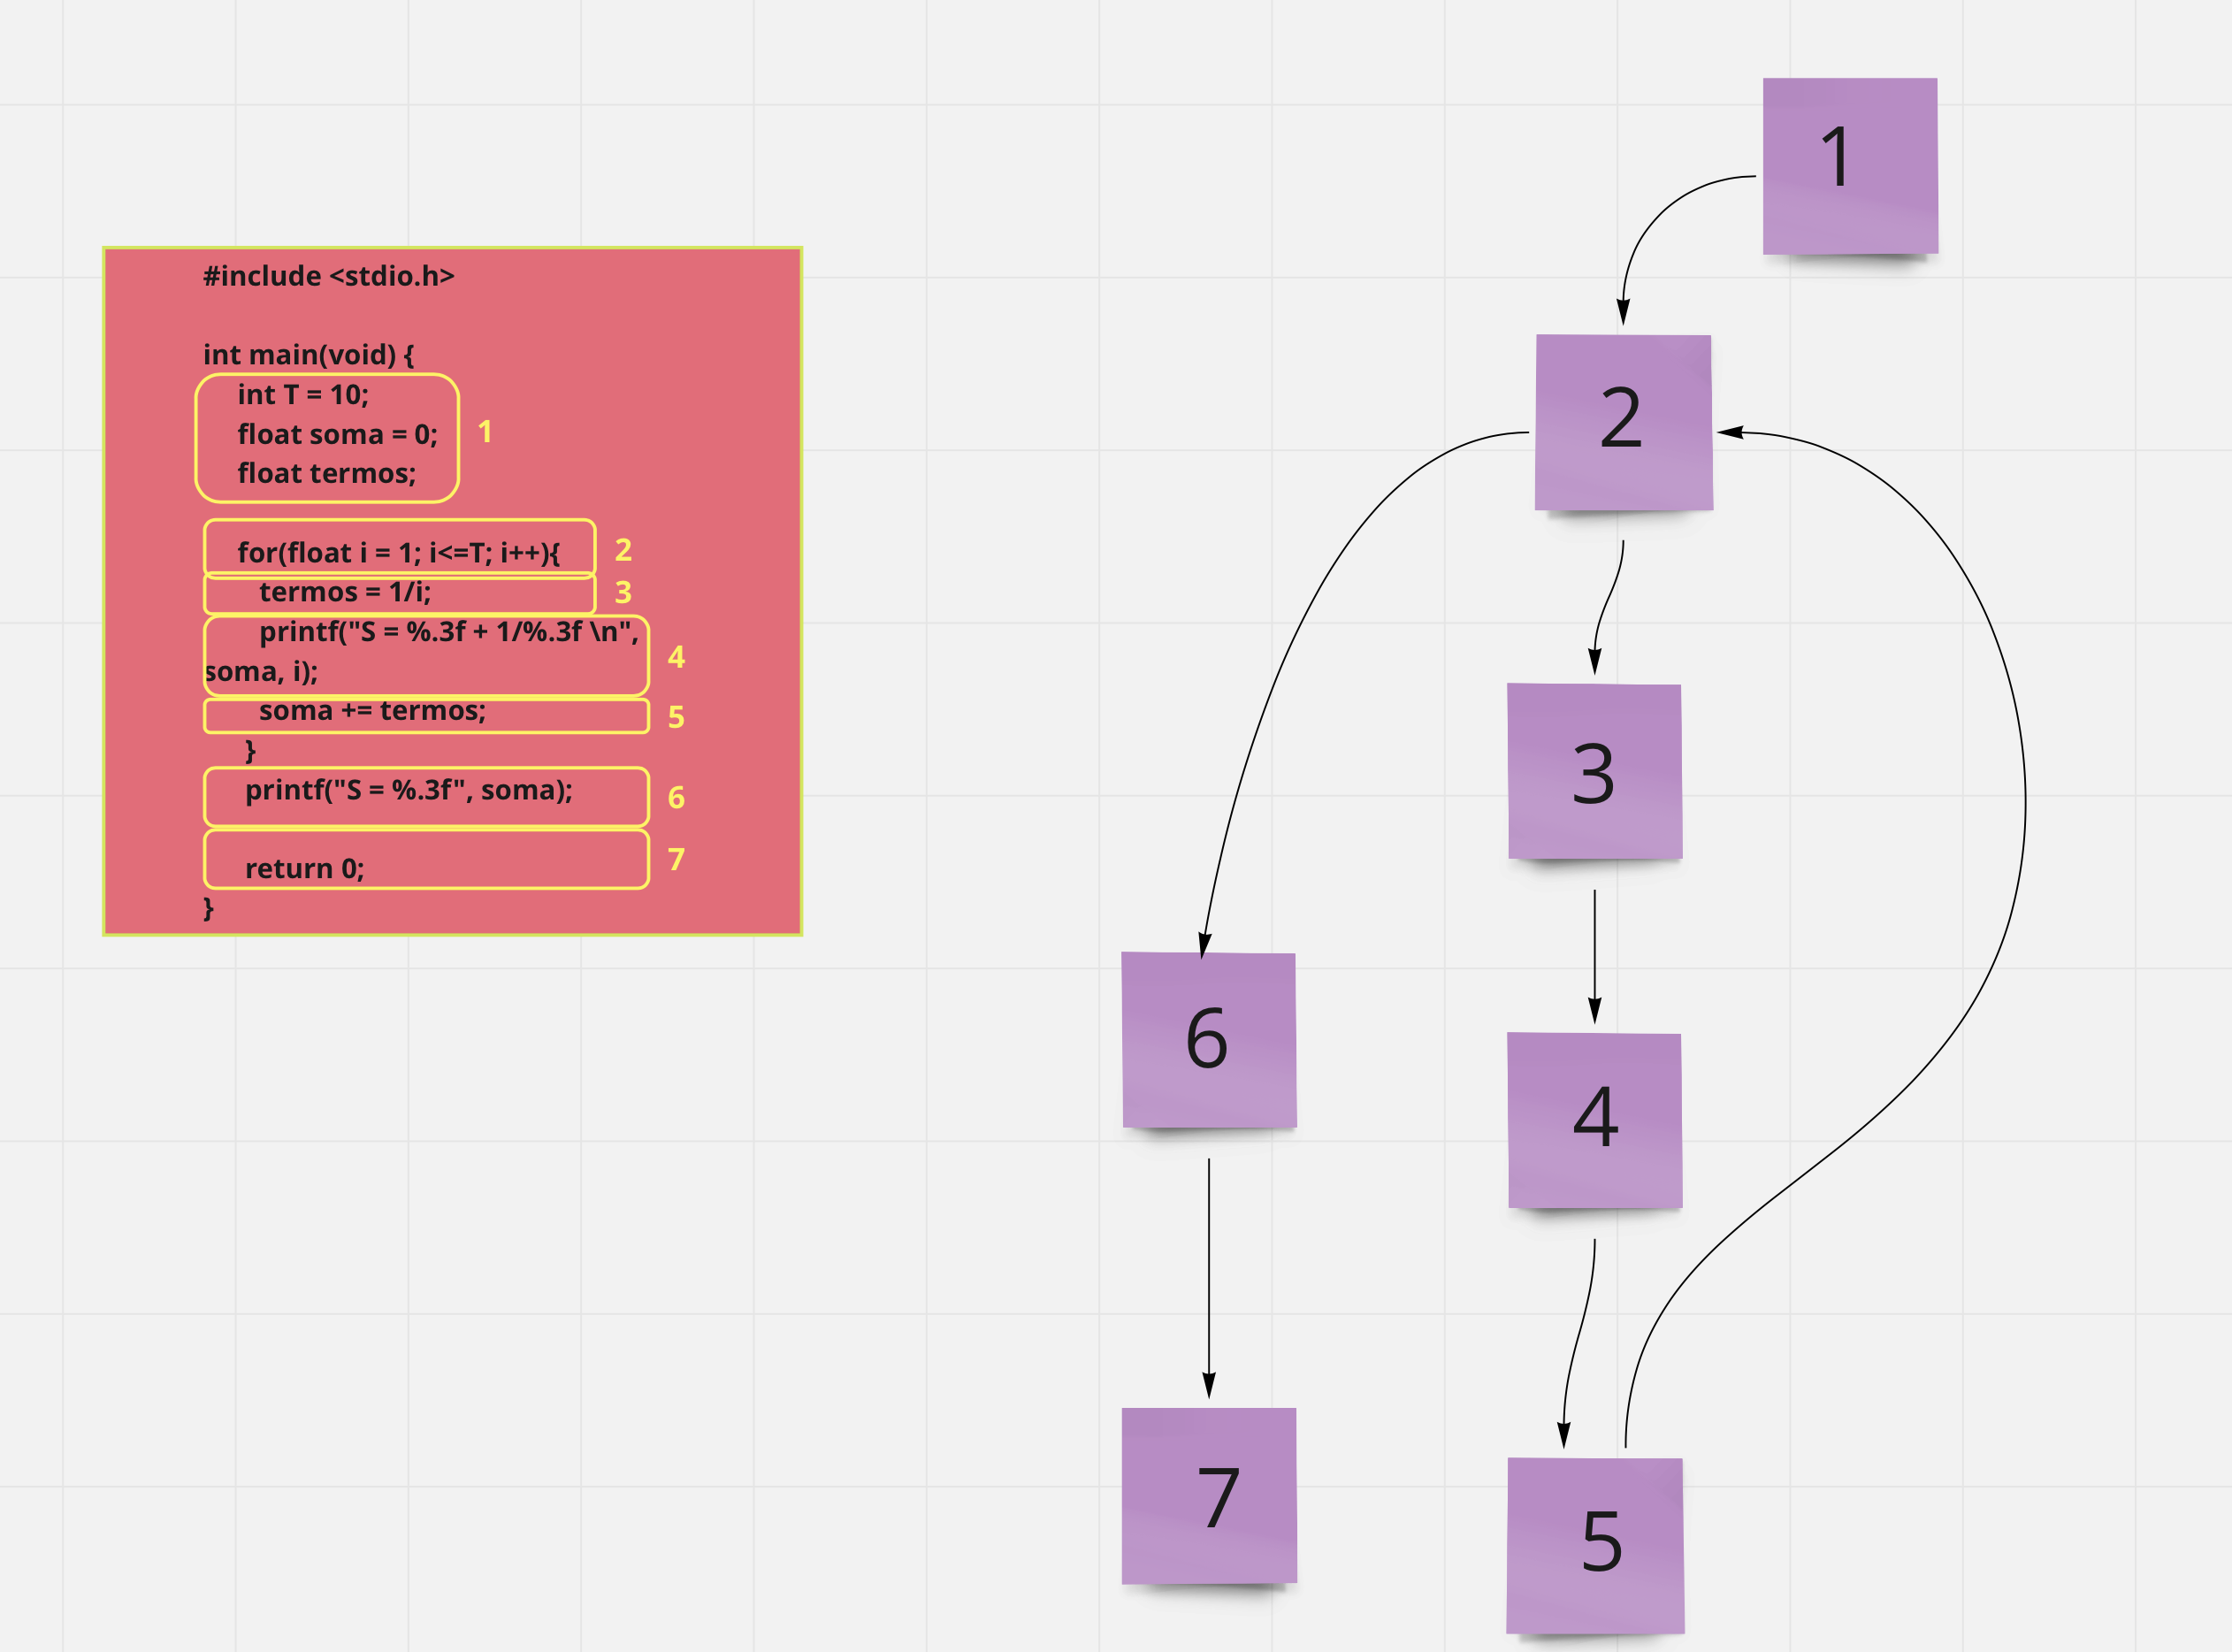 #include <stdio.h>
int main(void) {
int T = 10;
float soma = 0;
float termos;
1
for(float i = 1; i<=T; i++){
2
termos = 1/i;
3
printf("S = %.3f + 1/%.3f \n",
soma, i);
4
soma += termos;
5
}
printf("S = %.3f", soma);
6
return 0;
7
}
1
2
3
4
5
6
7